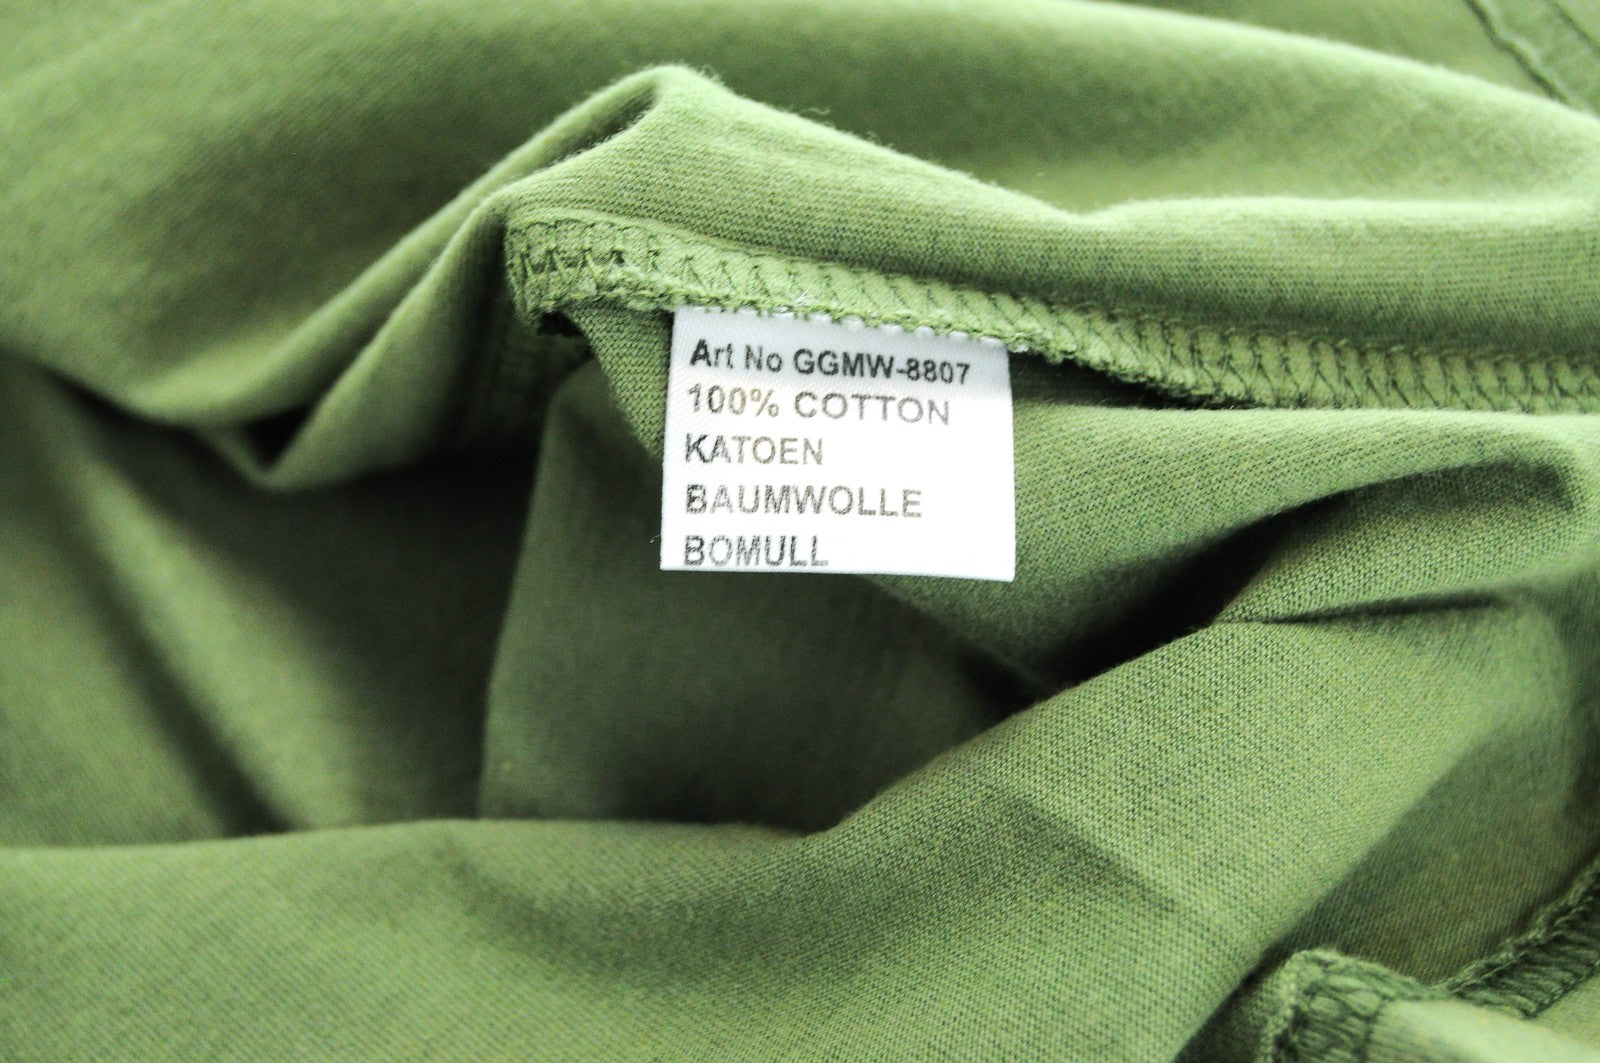 Art No GGMW-8807
100% COTTON
KATOEN
BAUMWOLLE
BOMULL